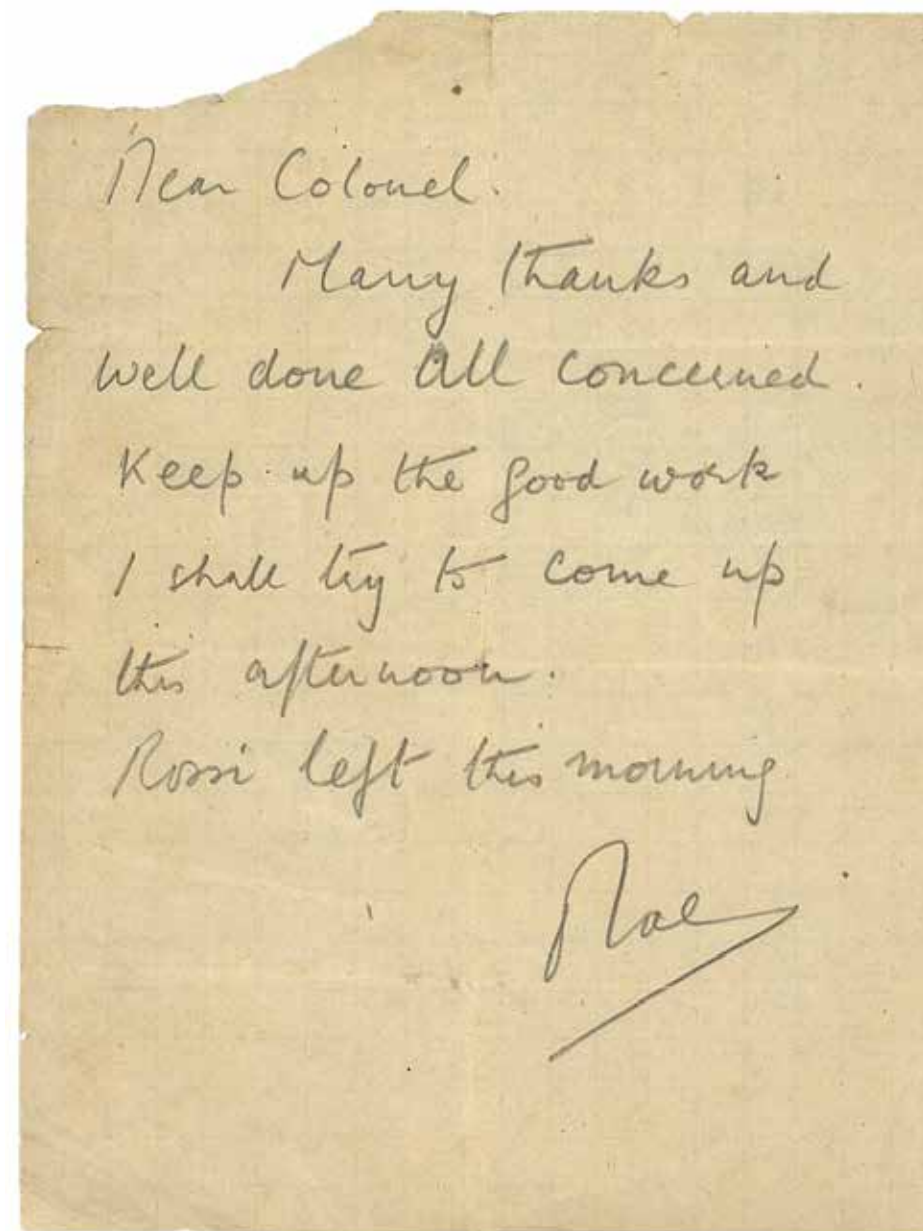 Dear Colonel.
Many thanks and
well done all concerned.
Keep up the good work
I shall try to come up
this afternoon.
Rossi left this morning